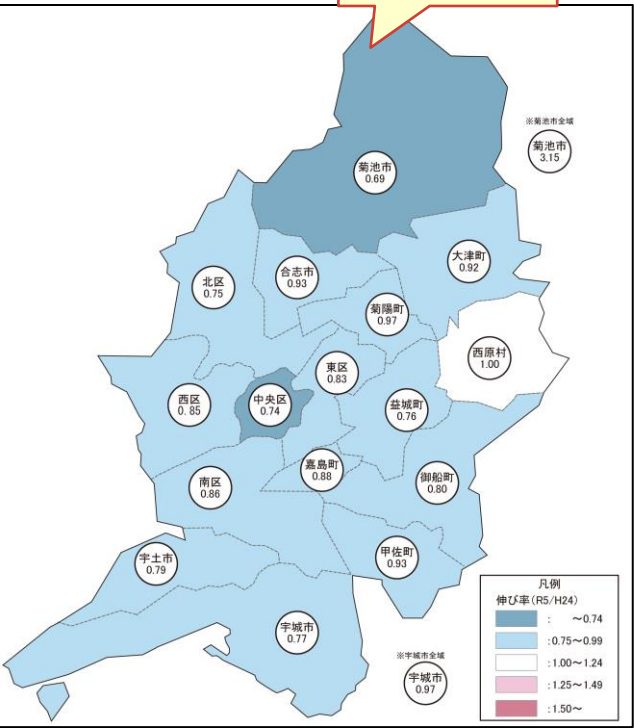 ※菊池市全域
菊池市
3.15
菊池市
0.69
大津町
0.92
合志市
0.93
北区
0.75
菊陽町
0.97
西原村
1.00
東区
0.83
西区
0.85
中央区
0.74
益城町
0.76
嘉島町
0.88
南区
0.86
御船町
0.80
宇土市
0.79
甲佐町
0.93
宇城市
0.77
※宇城市全域
宇城市
0.97
凡例
伸び率(R5/H24)
: ～0.74
:0.75～0.99
:1.00～1.24
:1.25～1.49
:1.50～